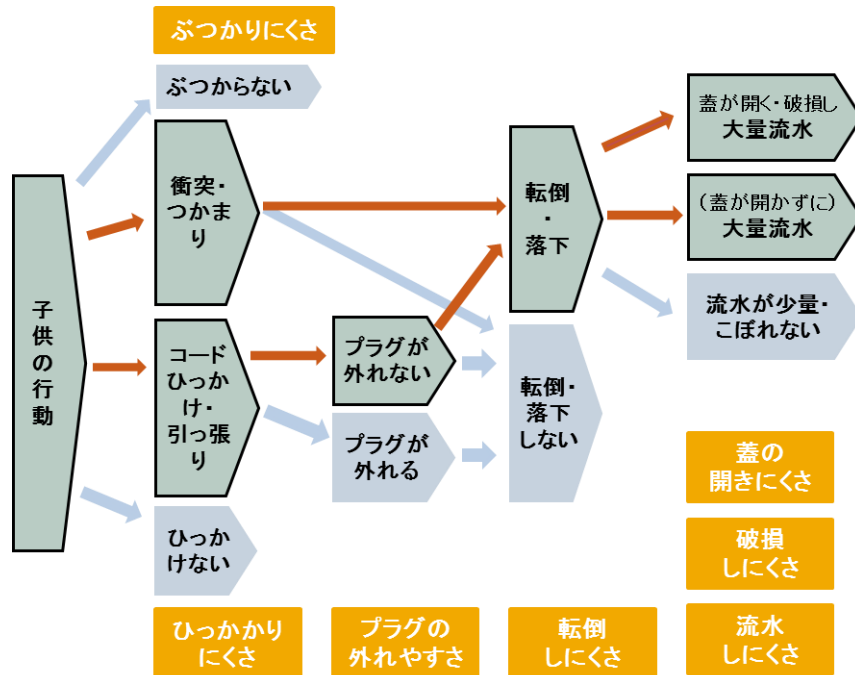 ぶつかりにくさ
ぶつからない
衝突・
つかま
り
子供の行動
コード
ひっか
け・
引っ張
り
ひっか
けない
ひっかかり
にくさ
プラグが
外れない
プラグが
外れる
プラグの
外れやすさ
転倒
・
落下
転倒・
落下
しない
転倒
しにくさ
蓋が開く・破損し
大量流水
（蓋が開かずに）
大量流水
流水が少量・
こぼれない
蓋の
開きにくさ
破損
しにくさ
流水
しにくさ